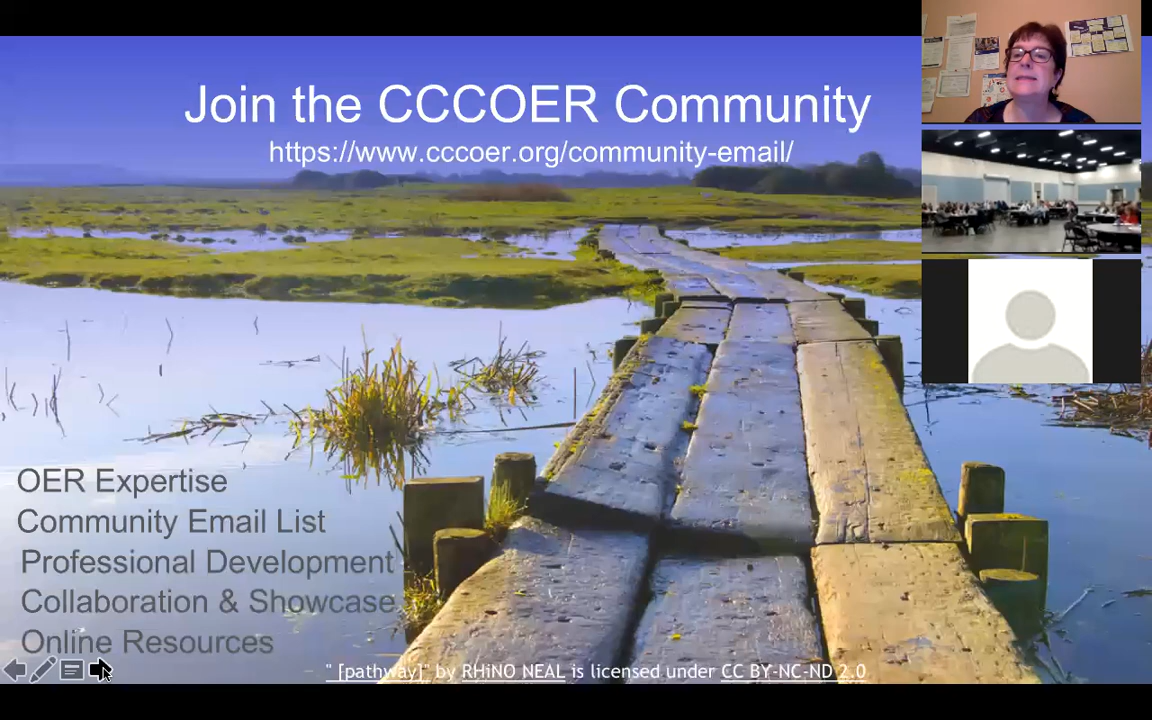 Join the CCCOER Community
https://www.cccoer.org/community-email/
OER Expertise
Community Email List
Professional Development
Collaboration & Showcase
Online Resources
" [pathway]" by RHiNO NEAL is licensed under CC BY-NC-ND 2.0